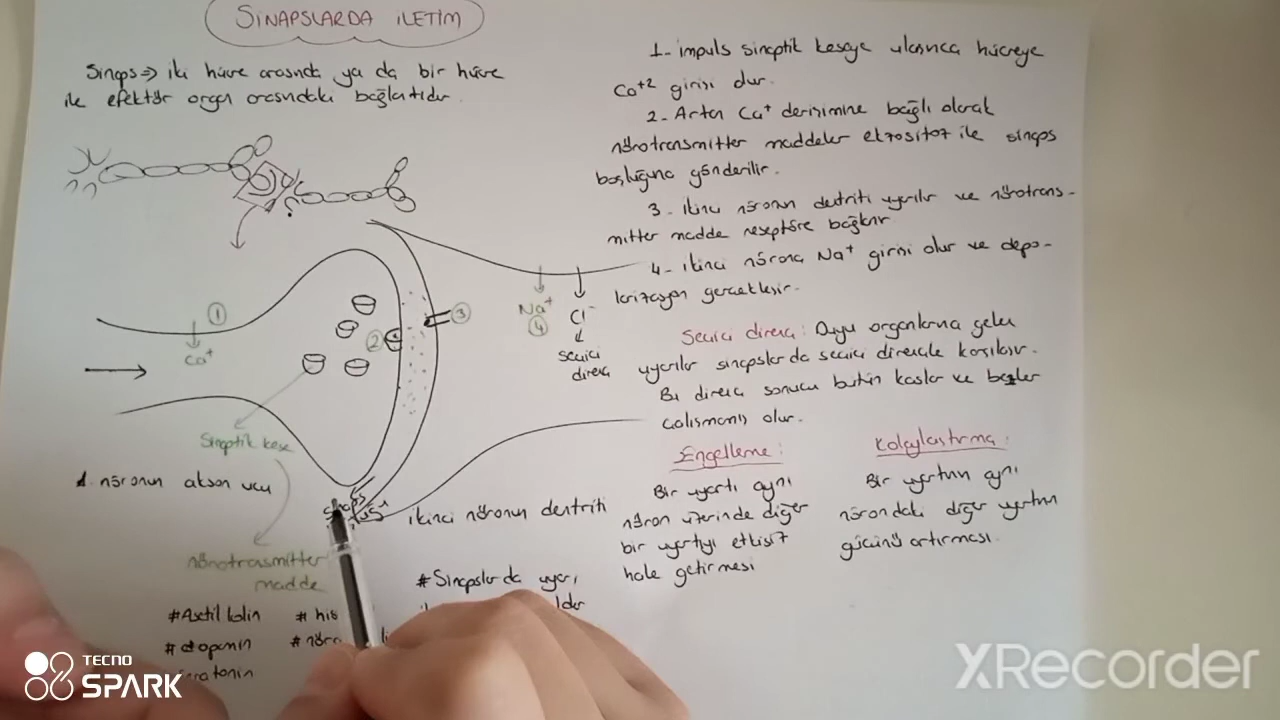 SİNAPSLARDA İLETİM
Sinaps => iki hücre arasında ya da bir hücre
ile efektör organ arasındaki bağlantıdır.
1
Ca+
2
3
Na+
4
Cl-
seçici
direnç
Sinaptik kese
1. nöronun akson ucu
ikinci nöronun dentriti
nörotransmitter
madde
# Asetil kolin
# his
# dopamin
# Sinapslarda uyarı
1- impuls sinaptik keseye ulaşınca hücreye
Ca+2 girişi olur.
2- Artan Ca+ derişimine bağlı olarak
nörotransmitter maddeler ekzositoz ile sinaps
boşluğuna gönderilir.
3- ikinci nöronun dentriti uyarılır ve nörotrans-
mitter madde reseptöre bağlanır
4- ikinci nörona Na+ girişi olur ve depo-
larizasyon gerçekleşir.
Seçici direnç: Duyu organlarına gelen
uyarılar sinapslarda seçici dirençle karşılaşır.
Bu direnç sonucu bütün kaslar ve bezler
çalışmamış olur.
Engelleme:
Bir uyartı aynı
nöron üzerinde diğer
bir uyartıyı etkisiz
hale getirmesi
Kolaylaştırma:
Bir uyartının aynı
nörondaki diğer uyartının
gücünü artırması.
TECNO
SPARK
XRecorder